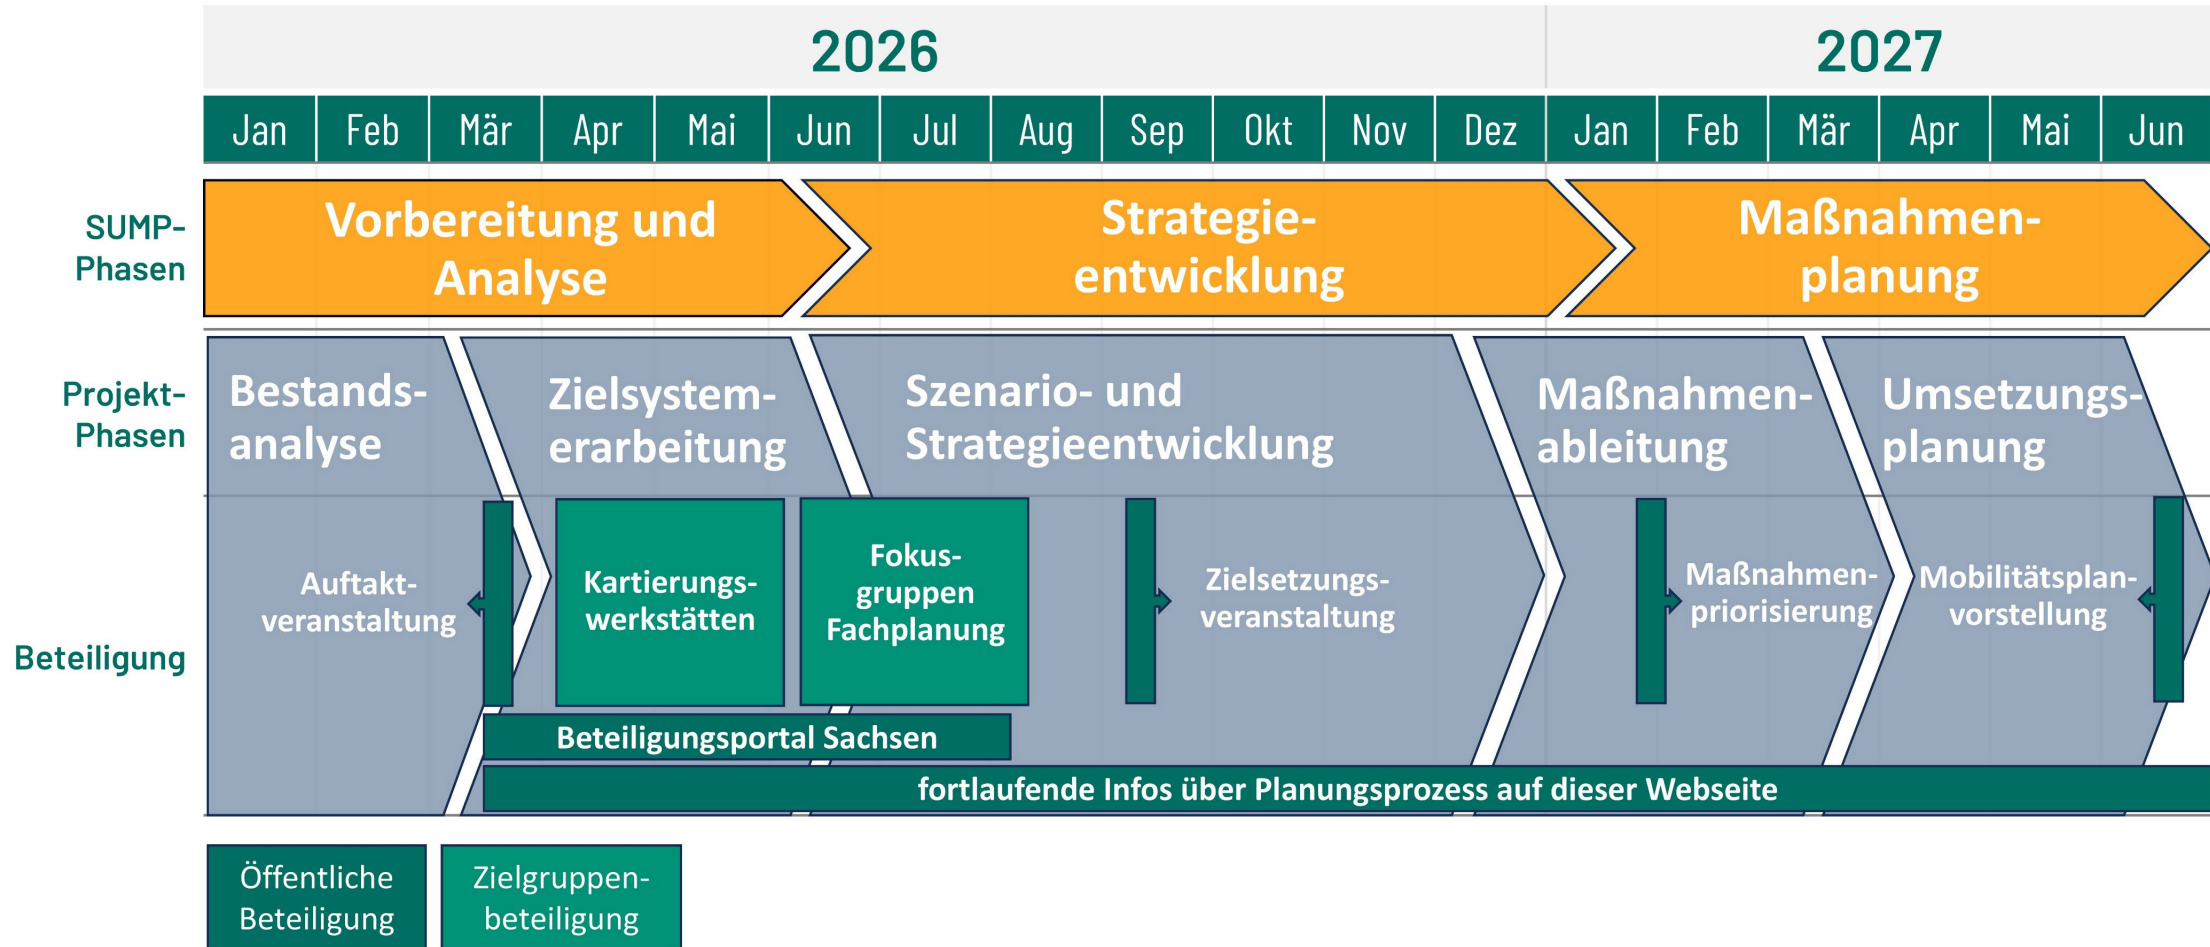 2026
2027
Jan Feb Mär Apr Mai Jun Jul Aug Sep Okt Nov Dez Jan Feb Mär Apr Mai Jun
SUMP-
Phasen
Vorbereitung und
Analyse
Strategie-
entwicklung
Maßnahmen-
planung
Projekt-
Phasen
Bestands-
analyse
Zielsystem-
erarbeitung
Szenario- und
Strategieentwicklung
Maßnahmen-
ableitung
Umsetzungs-
planung
Beteiligung
Auftakt-
veranstaltung
Kartierungs-
werkstätten
Fokus-
gruppen
Fachplanung
Zielsetzungs-
veranstaltung
Maßnahmen-
priorisierung
Mobilitätsplan-
vorstellung
Beteiligungsportal Sachsen
fortlaufende Infos über Planungsprozess auf dieser Webseite
Öffentliche
Beteiligung
Zielgruppen-
beteiligung